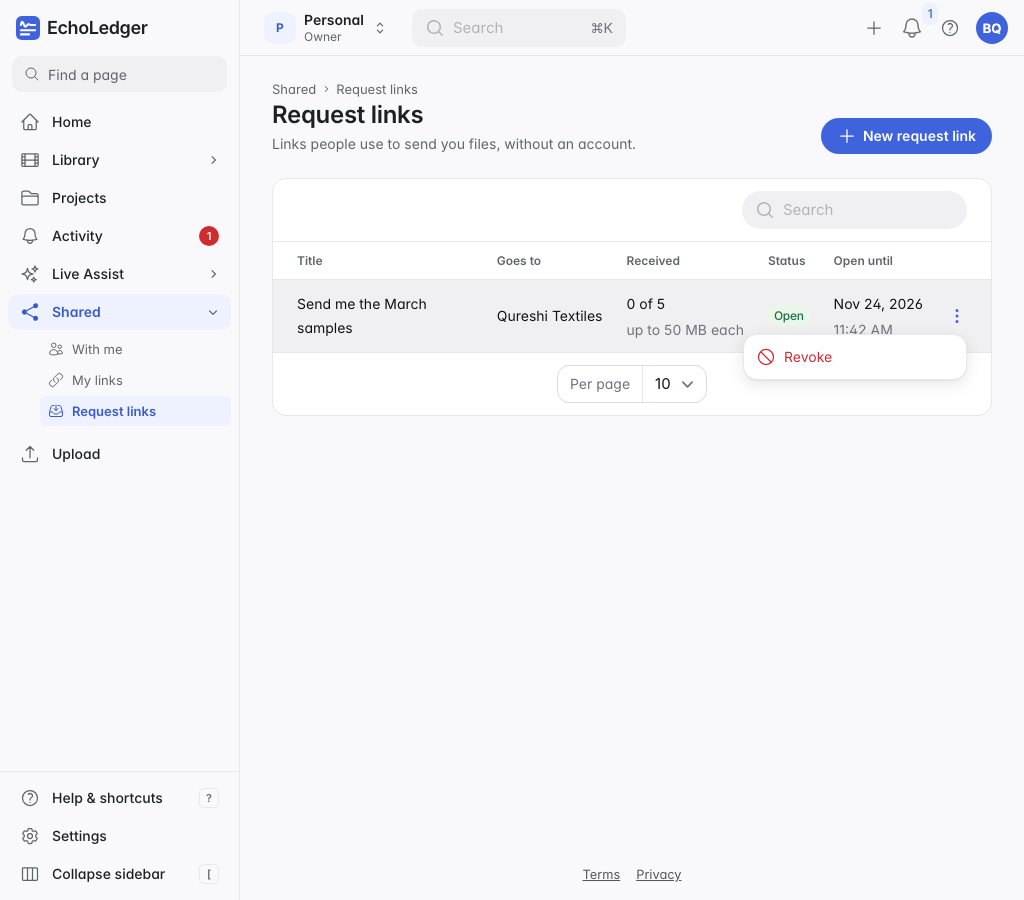 EchoLedger
Find a page
Home
Library
Projects
Activity
1
Live Assist
Shared
With me
My links
Request links
Upload
Help & shortcuts
?
Settings
Collapse sidebar
[
P
Personal
Owner
Search
⌘K
1
BQ
Shared
Request links
Request links
Links people use to send you files, without an account.
New request link
Search
Title
Goes to
Received
Status
Open until
Send me the March
samples
Qureshi Textiles
0 of 5
up to 50 MB each
Open
Nov 24, 2026
11:42 AM
Revoke
Per page
10
Terms
Privacy